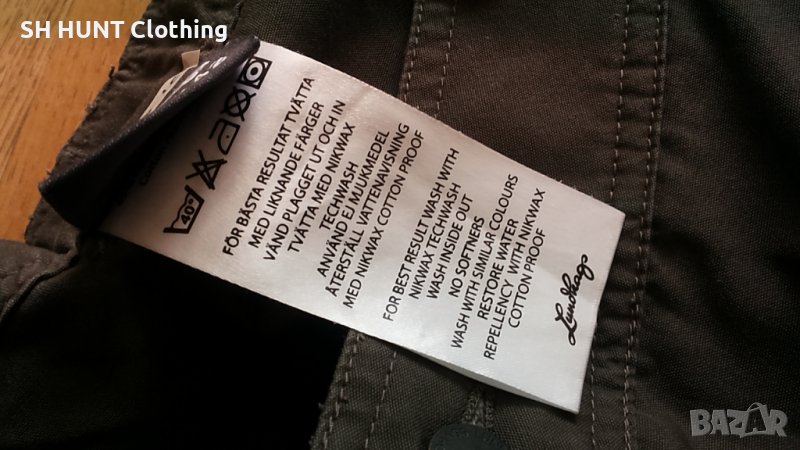 SH HUNT Clothing
40°
FÖR BÄSTA RESULTAT TVÄTTA
MED LIKNANDE FÄRGER
VÄND PLAGGET UT OCH IN
TVÄTTA MED NIKWAX
TECHWASH
ANVÄND EJ MJUKMEDEL
ÅTERSTÄLL VATTENAVISNING
MED NIKWAX COTTON PROOF
FOR BEST RESULT WASH WITH
NIKWAX TECHWASH
WASH INSIDE OUT
NO SOFTNERS
WASH WITH SIMILAR COLOURS
RESTORE WATER
REPELLENCY WITH NIKWAX
COTTON PROOF
Lundhags
BAZAR